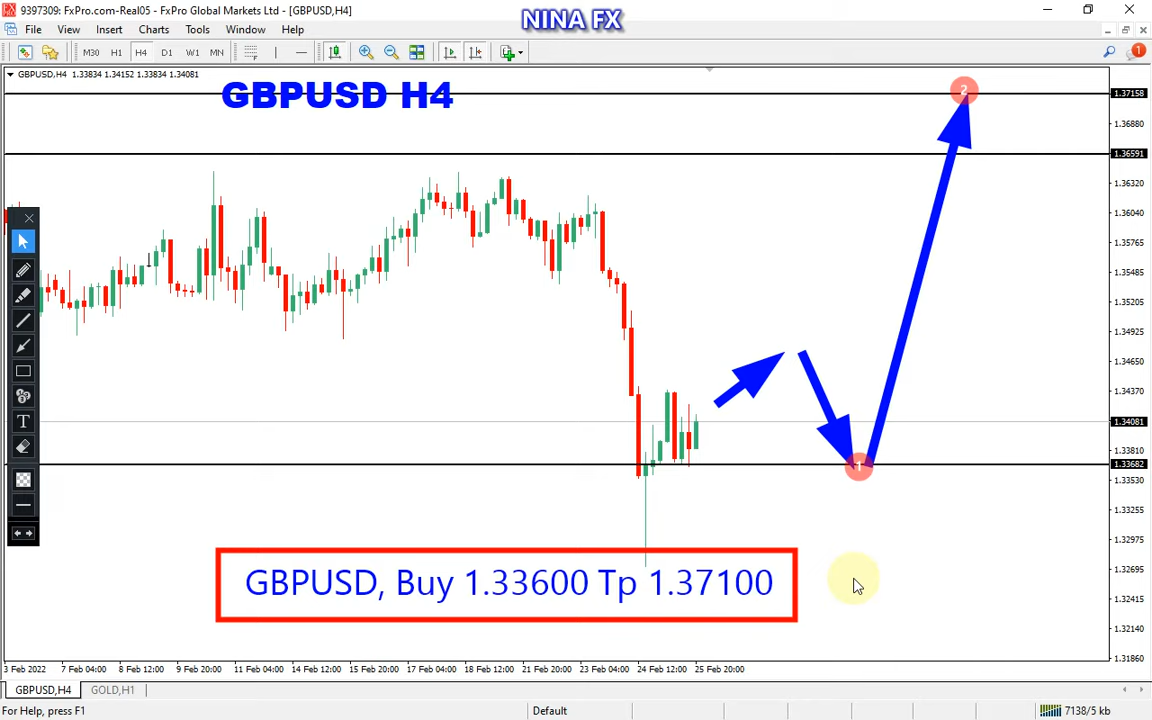 9397309: FxPro.com-Real05 - FxPro Global Markets Ltd - [GBPUSD,H4]
NINA FX
File View Insert Charts Tools Window Help
M30 H1 H4 D1 W1 MN
1
GBPUSD,H4 1.33834 1.34152 1.33834 1.34081
GBPUSD H4
2
1.37158
1.36880
1.36591
1.36320
1.36040
1.35765
1.35485
1.35205
1.34925
1.34650
1.34370
1.34081
1.33810
1.33682
1.33530
1.33255
1.32975
1.32695
1.32415
1.32140
1.31860
T
1
GBPUSD, Buy 1.33600 Tp 1.37100
3 Feb 2022 7 Feb 04:00 8 Feb 12:00 9 Feb 20:00 11 Feb 04:00 14 Feb 12:00 15 Feb 20:00 17 Feb 04:00 18 Feb 12:00 21 Feb 20:00 23 Feb 04:00 24 Feb 12:00 25 Feb 20:00
GBPUSD,H4 GOLD,H1
For Help, press F1 Default 7138/5 kb